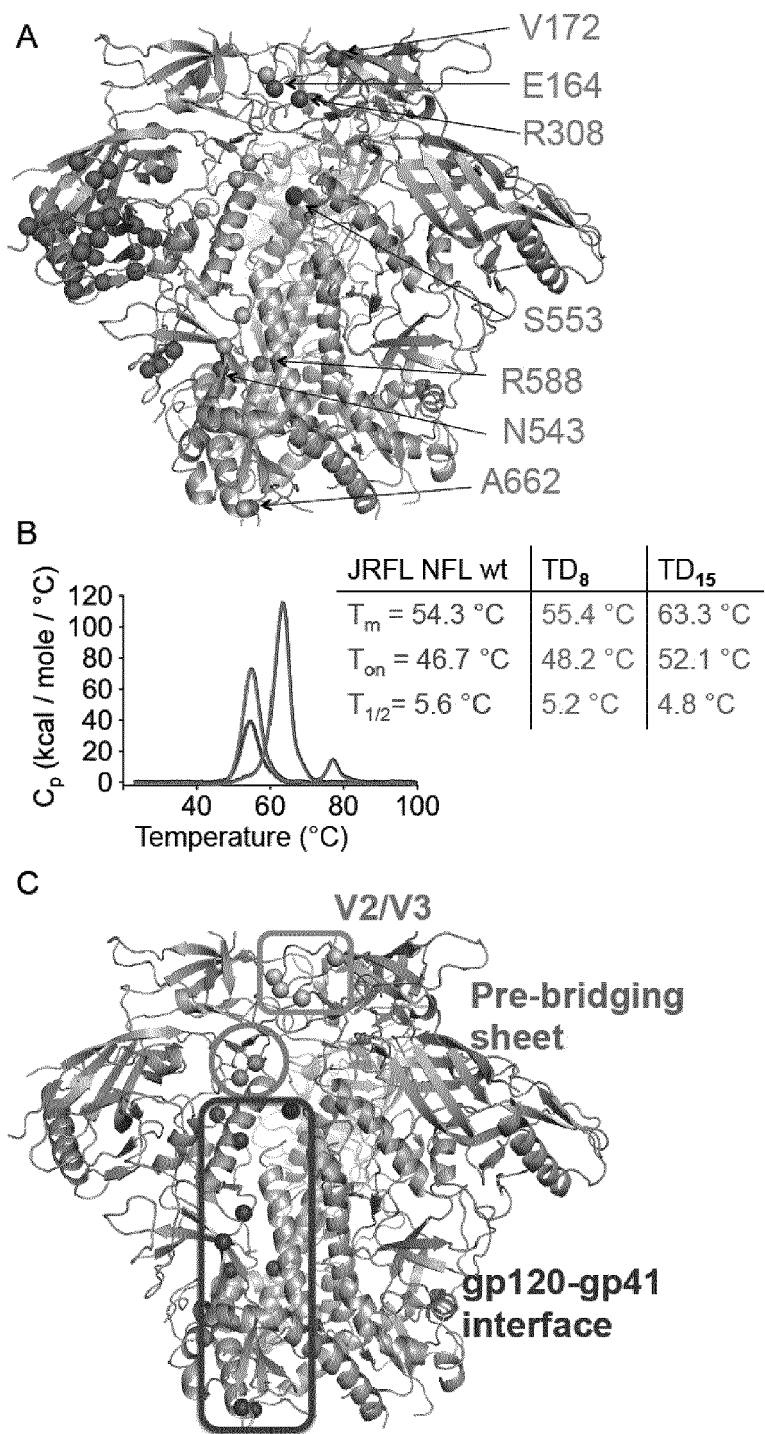 A
V172
E164
R308
S553
R588
N543
A662
B
JRFL NFL wt TD8 TD15
Tm = 54.3 °C 55.4 °C 63.3 °C
Ton = 46.7 °C 48.2 °C 52.1 °C
T1/2= 5.6 °C 5.2 °C 4.8 °C
Cp (kcal / mole / °C)
120
100
80
60
40
20
0
40 60 80 100
Temperature (°C)
C
V2/V3
Pre-bridging
sheet
gp120-gp41
interface